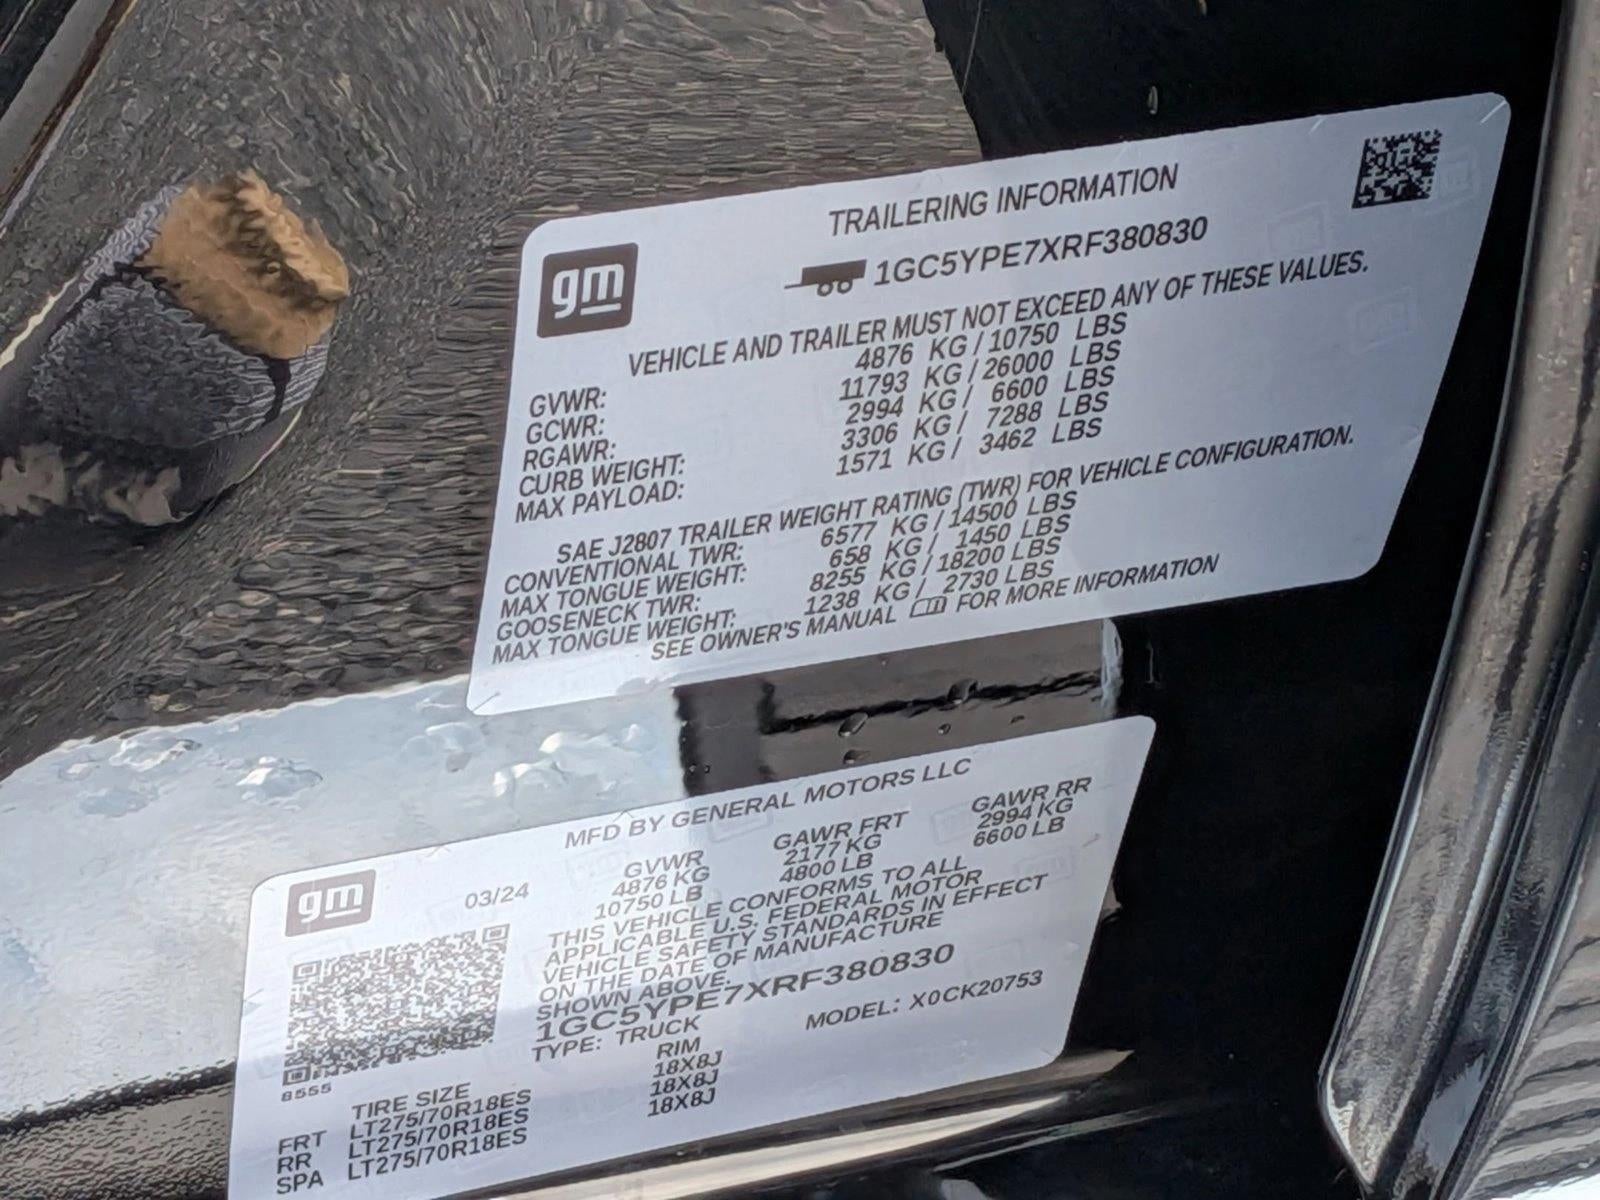 TRAILERING INFORMATION
gm
1GC5YPE7XRF380830
VEHICLE AND TRAILER MUST NOT EXCEED ANY OF THESE VALUES.
GVWR: 4876 KG / 10750 LBS
GCWR: 11793 KG / 26000 LBS
RGAWR: 2994 KG / 6600 LBS
CURB WEIGHT: 3306 KG / 7288 LBS
MAX PAYLOAD: 1571 KG / 3462 LBS
SAE J2807 TRAILER WEIGHT RATING (TWR) FOR VEHICLE CONFIGURATION.
CONVENTIONAL TWR: 6577 KG / 14500 LBS
MAX TONGUE WEIGHT: 658 KG / 1450 LBS
GOOSENECK TWR: 8255 KG / 18200 LBS
MAX TONGUE WEIGHT: 1238 KG / 2730 LBS
SEE OWNER'S MANUAL FOR MORE INFORMATION
MFD BY GENERAL MOTORS LLC
gm
03/24
GVWR GAWR FRT GAWR RR
4876 KG 2177 KG 2994 KG
10750 LB 4800 LB 6600 LB
THIS VEHICLE CONFORMS TO ALL
APPLICABLE U.S. FEDERAL MOTOR
VEHICLE SAFETY STANDARDS IN EFFECT
ON THE DATE OF MANUFACTURE
SHOWN ABOVE.
1GC5YPE7XRF380830
TYPE: TRUCK MODEL: X0CK20753
8555
TIRE SIZE RIM
FRT LT275/70R18ES 18X8J
RR LT275/70R18ES 18X8J
SPA LT275/70R18ES 18X8J